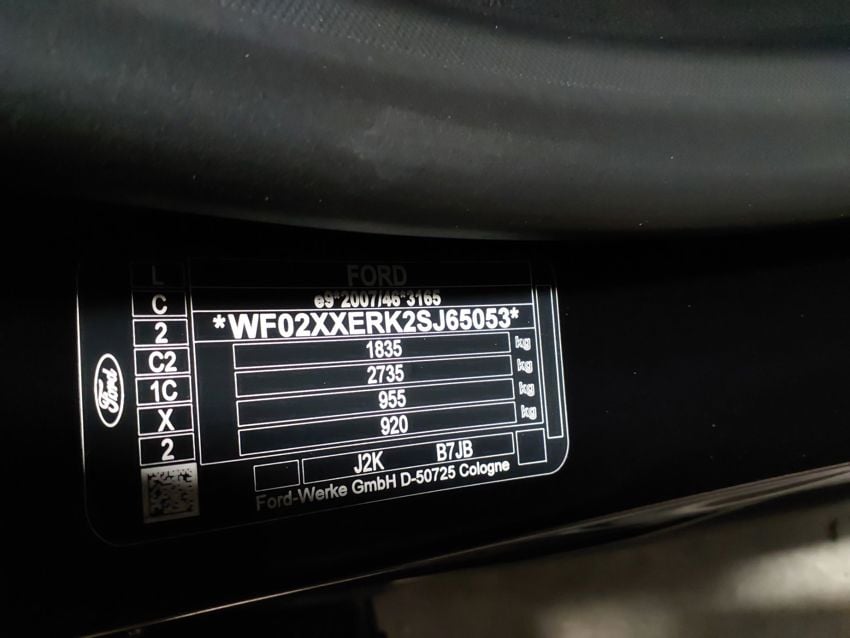 L
C
2
C2
1C
X
2
Ford
FORD
e9*2007/46*3165
*WF02XXERK2SJ65053*
1835 kg
2735 kg
955 kg
920 kg
J2K B7JB
Ford-Werke GmbH D-50725 Cologne